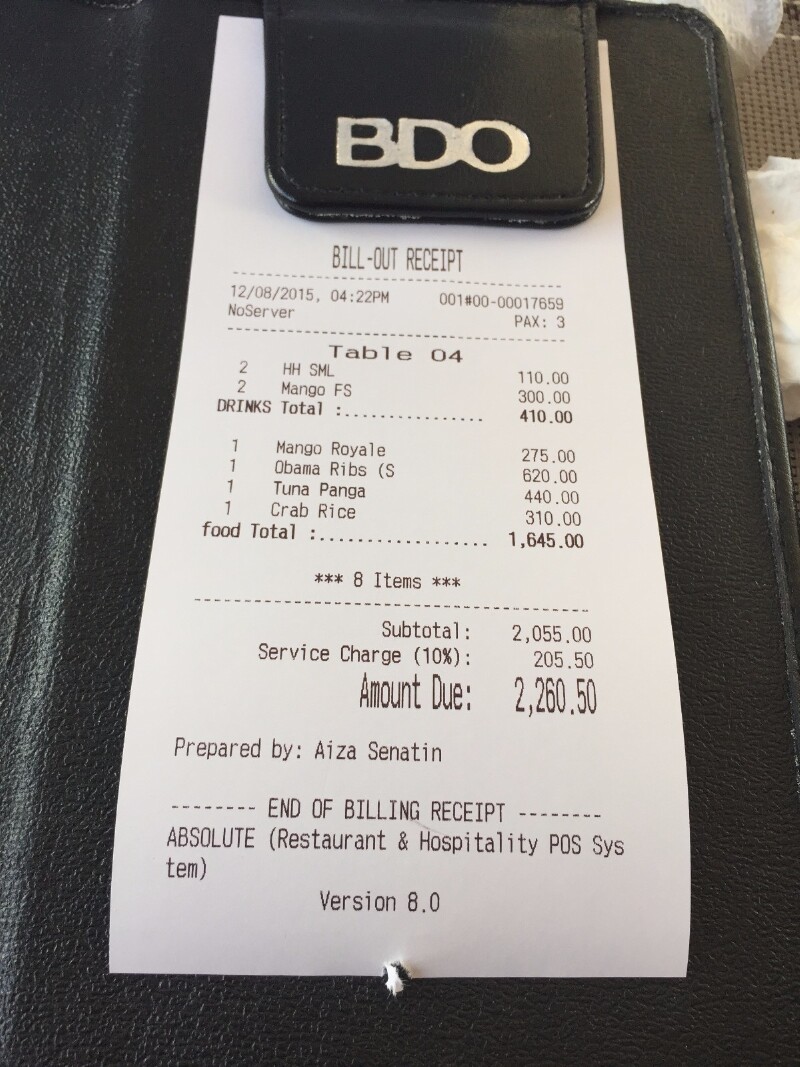 BDO
BILL-OUT RECEIPT
12/08/2015, 04:22PM 001#00-00017659
NoServer PAX: 3
Table 04
2 HH SML 110.00
2 Mango FS 300.00
DRINKS Total :................ 410.00
1 Mango Royale 275.00
1 Obama Ribs (S 620.00
1 Tuna Panga 440.00
1 Crab Rice 310.00
food Total :................... 1,645.00
*** 8 Items ***
Subtotal: 2,055.00
Service Charge (10%): 205.50
Amount Due: 2,260.50
Prepared by: Aiza Senatin
-------- END OF BILLING RECEIPT --------
ABSOLUTE (Restaurant & Hospitality POS Sys
tem)
Version 8.0